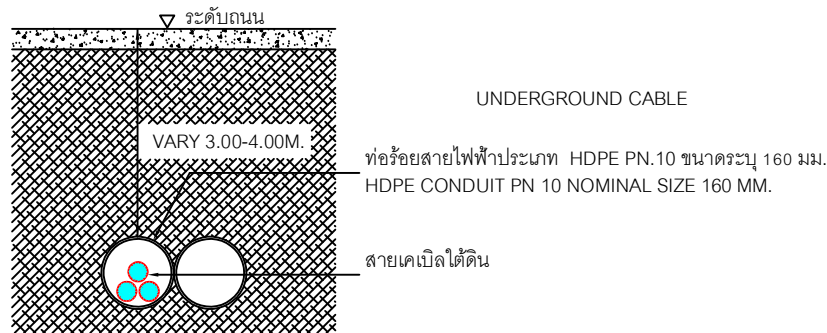 ระดับถนน
UNDERGROUND CABLE
VARY 3.00-4.00M.
ท่อร้อยสายไฟฟ้าประเภท HDPE PN.10 ขนาดระบุ 160 มม.
HDPE CONDUIT PN 10 NOMINAL SIZE 160 MM.
สายเคเบิลใต้ดิน